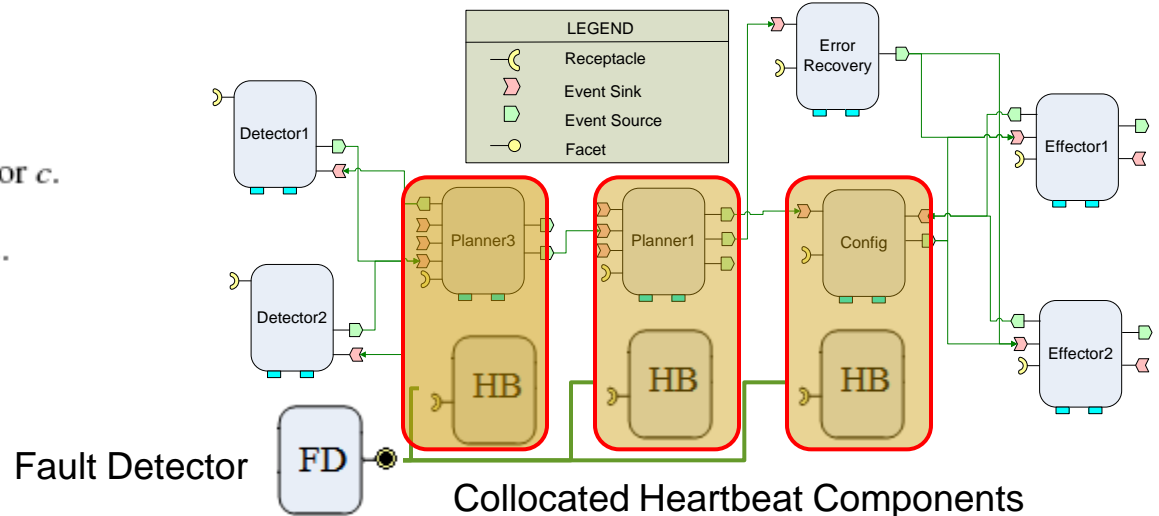 or c.
.
LEGEND
Receptacle
Event Sink
Event Source
Facet
Error
Recovery
Detector1
Effector1
Planner3
Planner1
Config
Detector2
Effector2
HB
HB
HB
FD
Fault Detector
Collocated Heartbeat Components